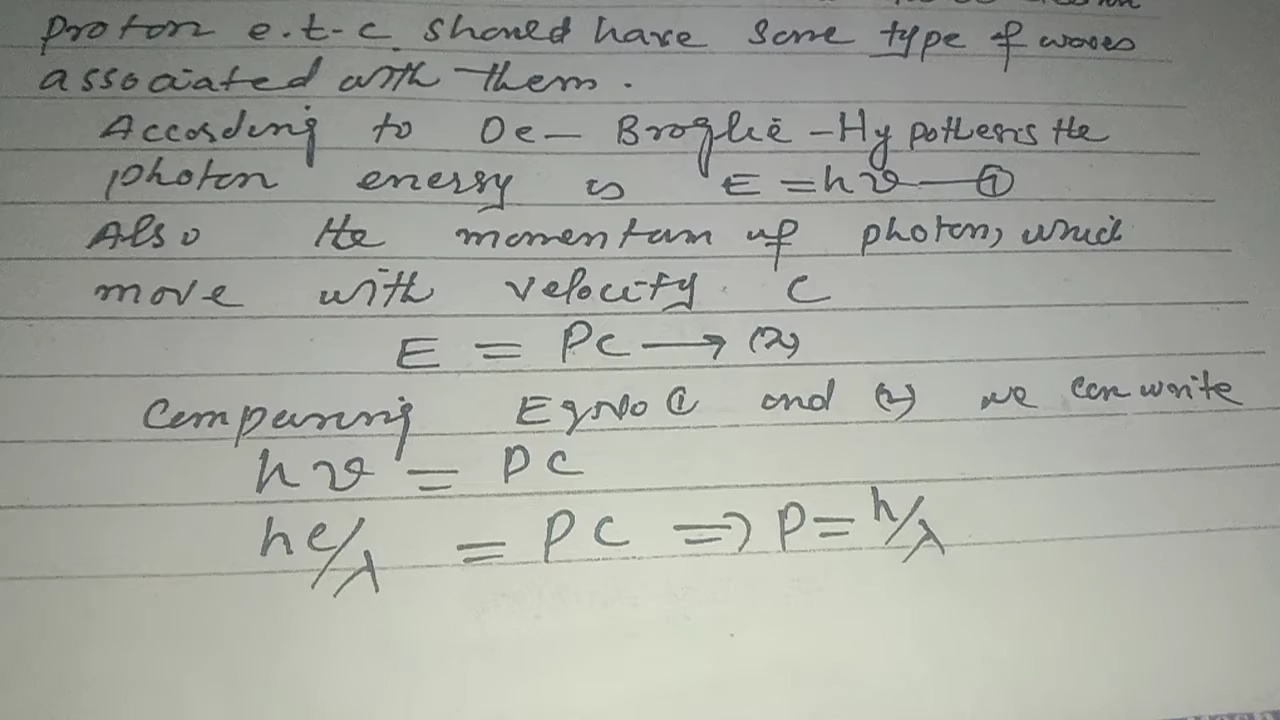 Proton e.t-c. should have some type of waves
associated with them.
According to De-Broglie-Hypothesis the
photon energy is E = hν — ①
Also the momentum of photon, which
move with velocity C
E = PC → (2)
Comparing Eq No ① and (2) we can write
hν = PC
hc/λ = PC ⇒ P = h/λ